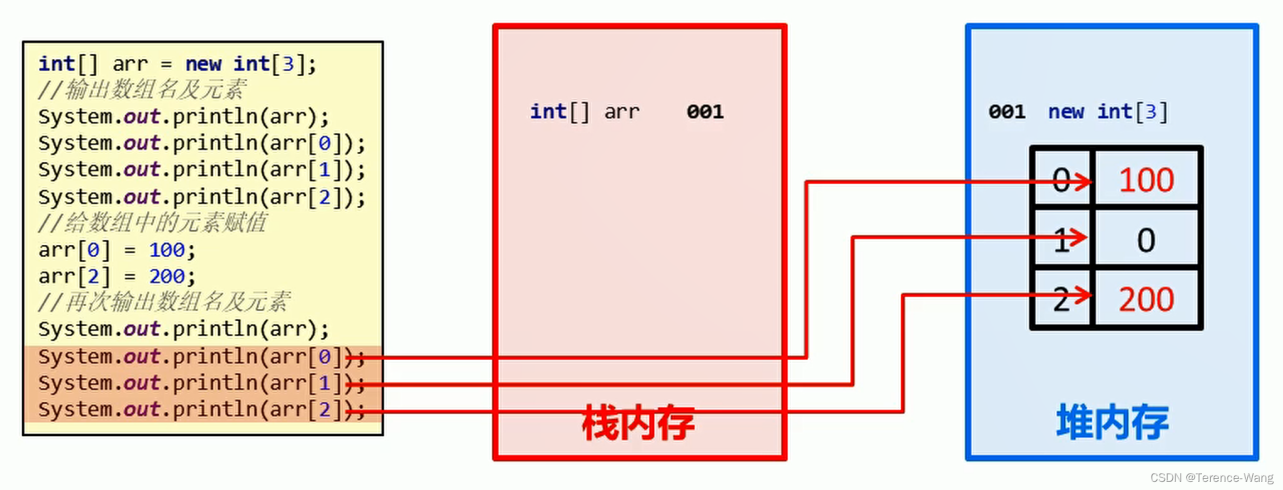 int[] arr = new int[3];
//输出数组名及元素
System.out.println(arr);
System.out.println(arr[0]);
System.out.println(arr[1]);
System.out.println(arr[2]);
//给数组中的元素赋值
arr[0] = 100;
arr[2] = 200;
//再次输出数组名及元素
System.out.println(arr);
System.out.println(arr[0]);
System.out.println(arr[1]);
System.out.println(arr[2]);
int[] arr 001
栈内存
001 new int[3]
0 100
1 0
2 200
堆内存
CSDN @Terence-Wang